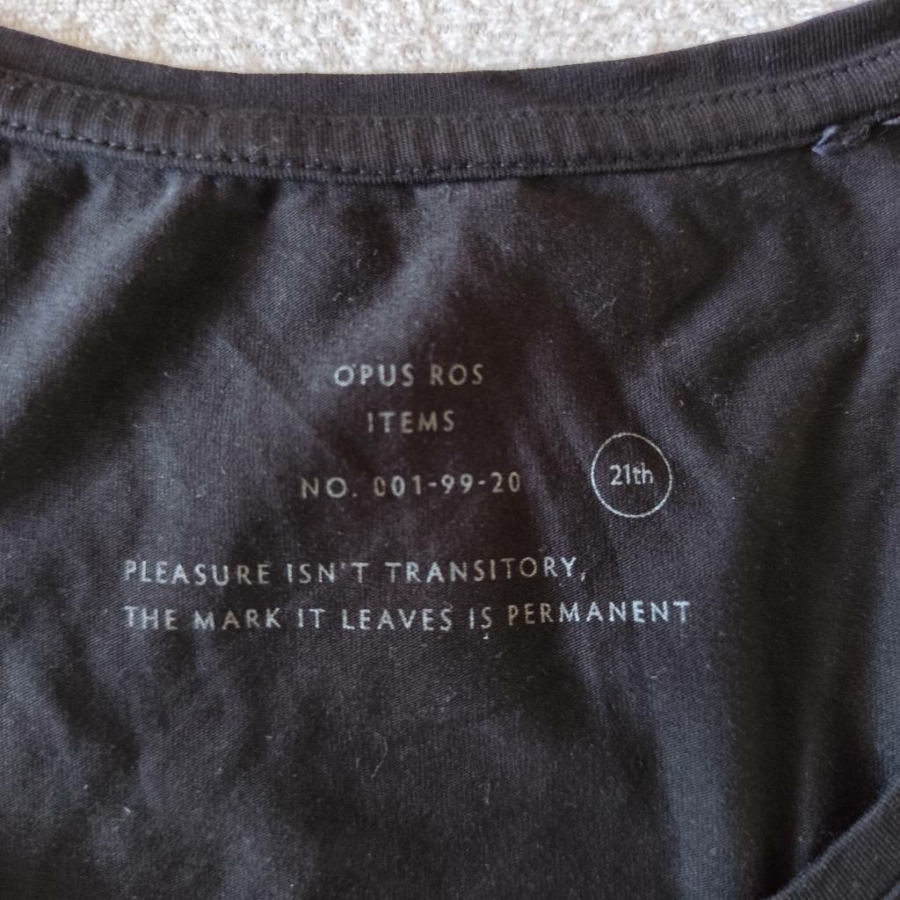 OPUS ROS
ITEMS
NO. 001-99-20
21th
PLEASURE ISN'T TRANSITORY,
THE MARK IT LEAVES IS PERMANENT